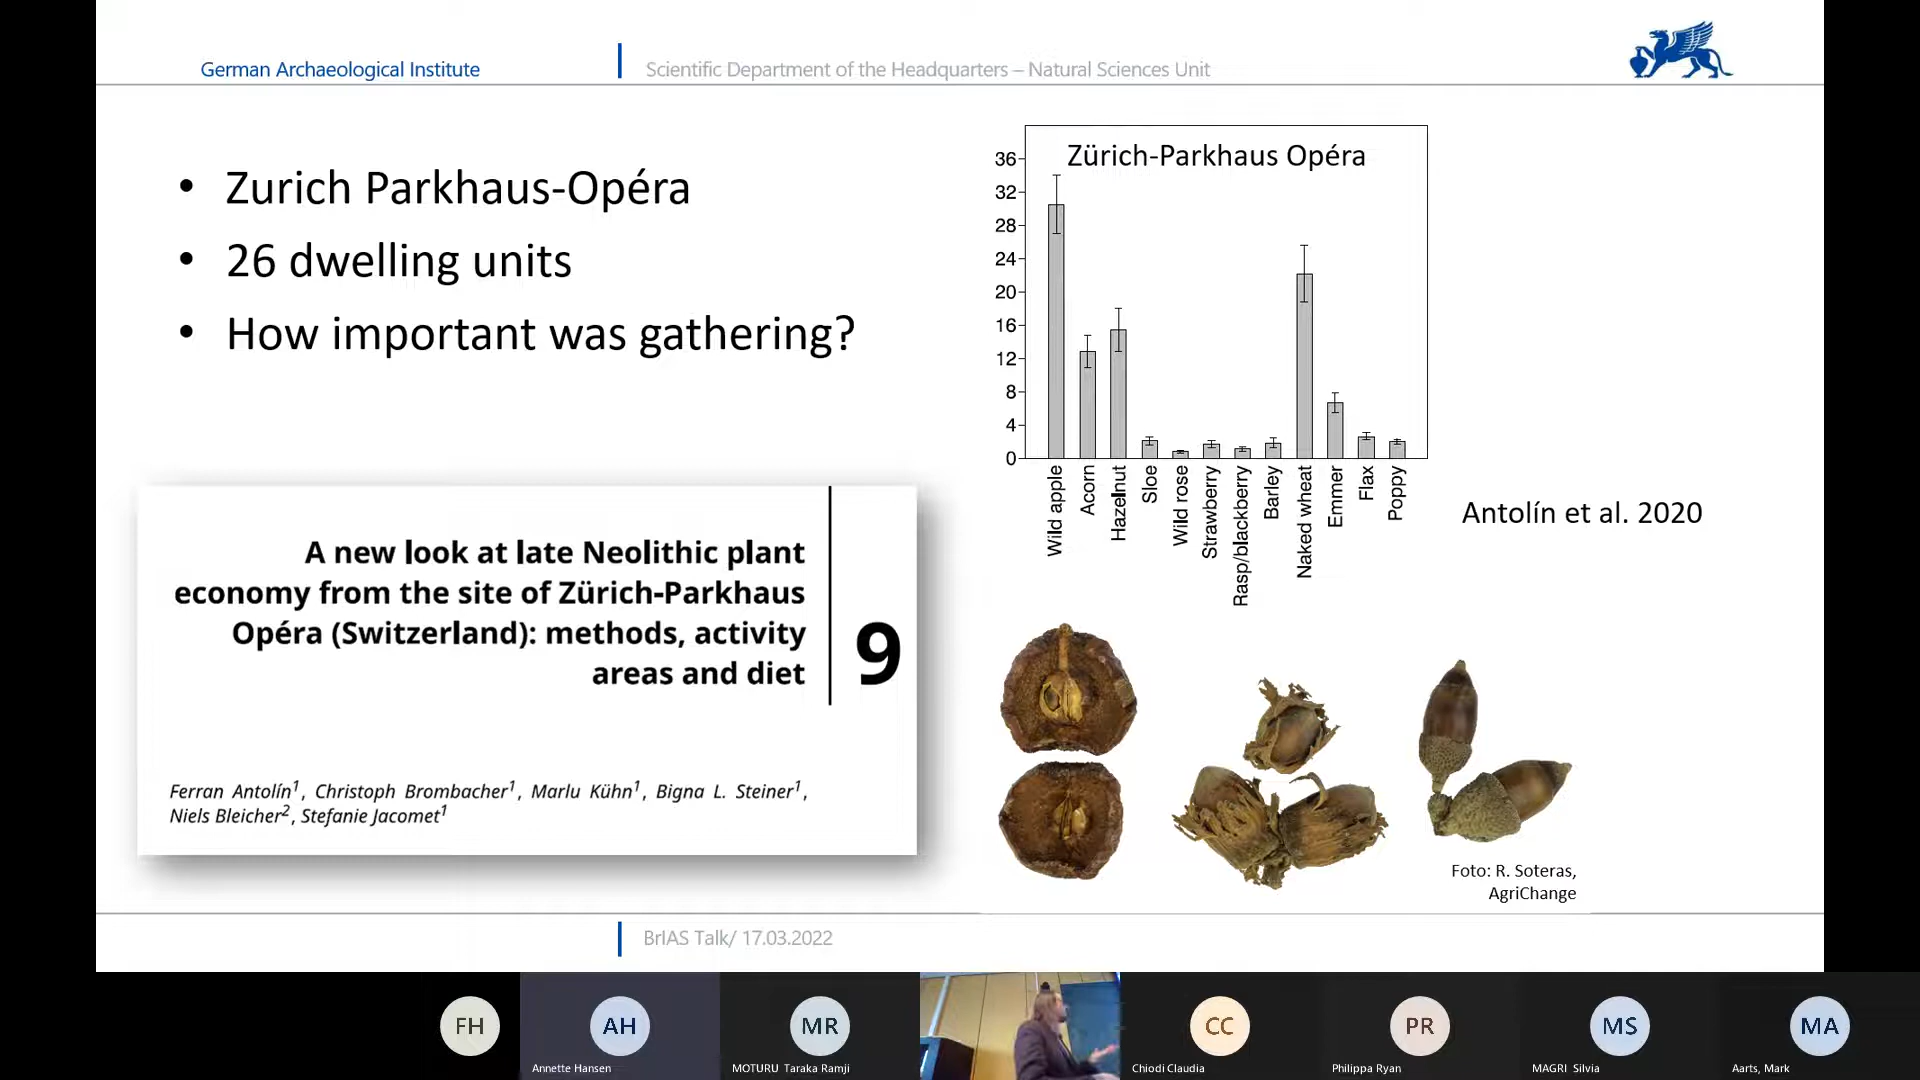 German Archaeological Institute
Scientific Department of the Headquarters – Natural Sciences Unit
• Zurich Parkhaus-Opéra
• 26 dwelling units
• How important was gathering?
Zürich-Parkhaus Opéra
36
32
28
24
20
16
12
8
4
0
Wild apple
Acorn
Hazelnut
Sloe
Wild rose
Strawberry
Rasp/blackberry
Barley
Naked wheat
Emmer
Flax
Poppy
Antolín et al. 2020
A new look at late Neolithic plant
economy from the site of Zürich-Parkhaus
Opéra (Switzerland): methods, activity
areas and diet
9
Ferran Antolín1, Christoph Brombacher1, Marlu Kühn1, Bigna L. Steiner1,
Niels Bleicher2, Stefanie Jacomet1
Foto: R. Soteras,
AgriChange
BrIAS Talk/ 17.03.2022
FH
AH
MR
CC
PR
MS
MA
Annette Hansen
MOTURU Taraka Ramji
Chiodi Claudia
Philippa Ryan
MAGRI Silvia
Aarts, Mark